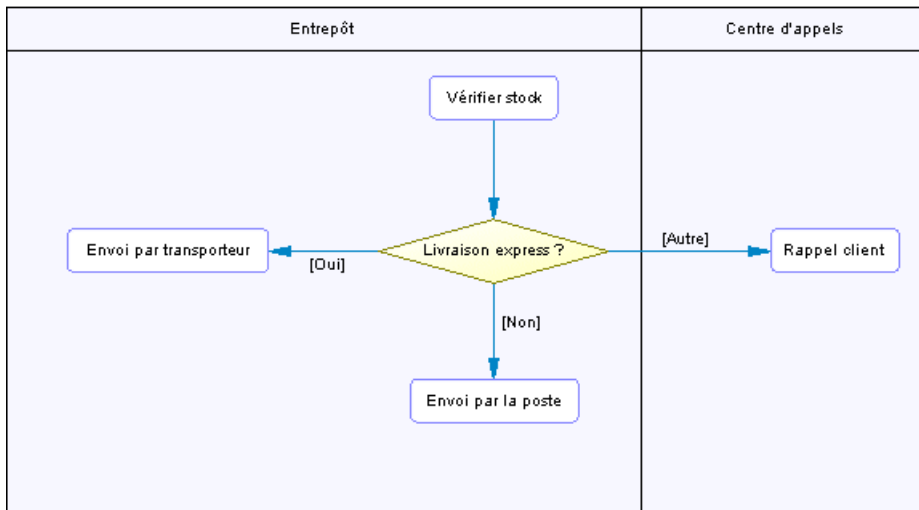 Entrepôt
Centre d'appels
Vérifier stock
Envoi par transporteur
[Oui]
Livraison express ?
[Autre]
Rappel client
[Non]
Envoi par la poste